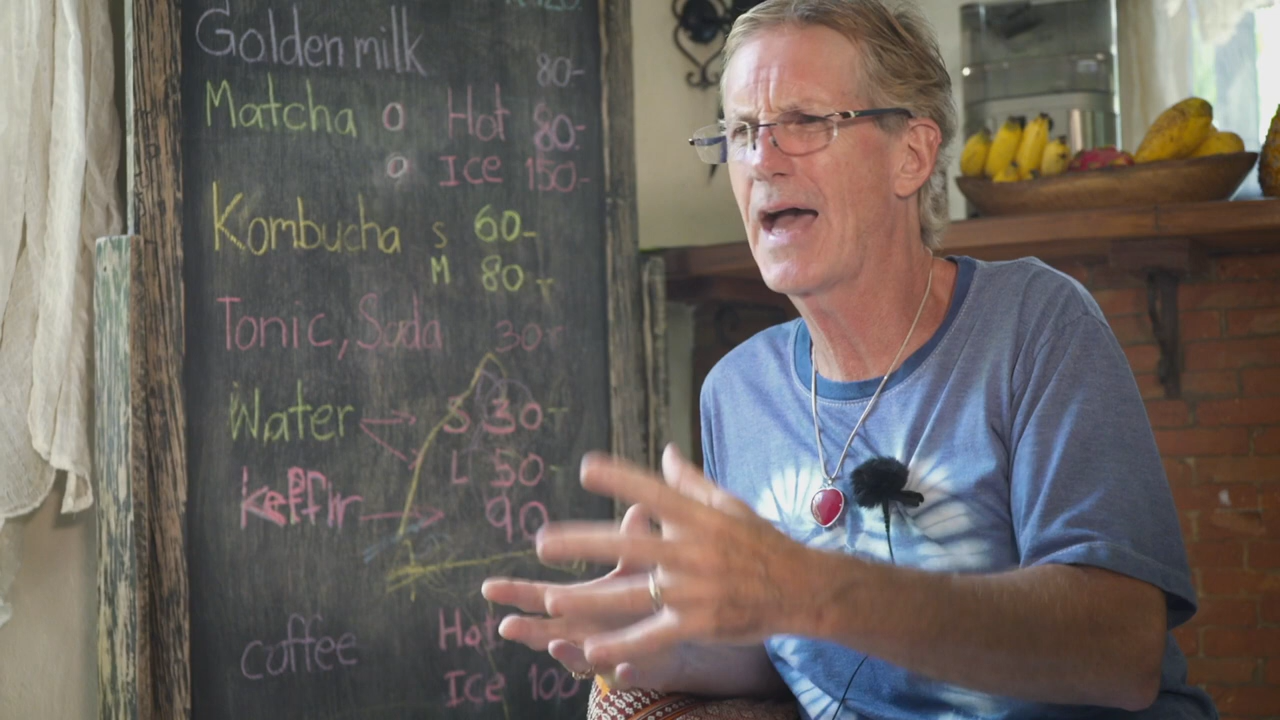 Golden milk 80-
Matcha o Hot 80-
o Ice 150-
Kombucha S 60-
M 80-
Tonic, Soda 30-
Water S 30-
L 50-
90
coffee Hot
Ice 100